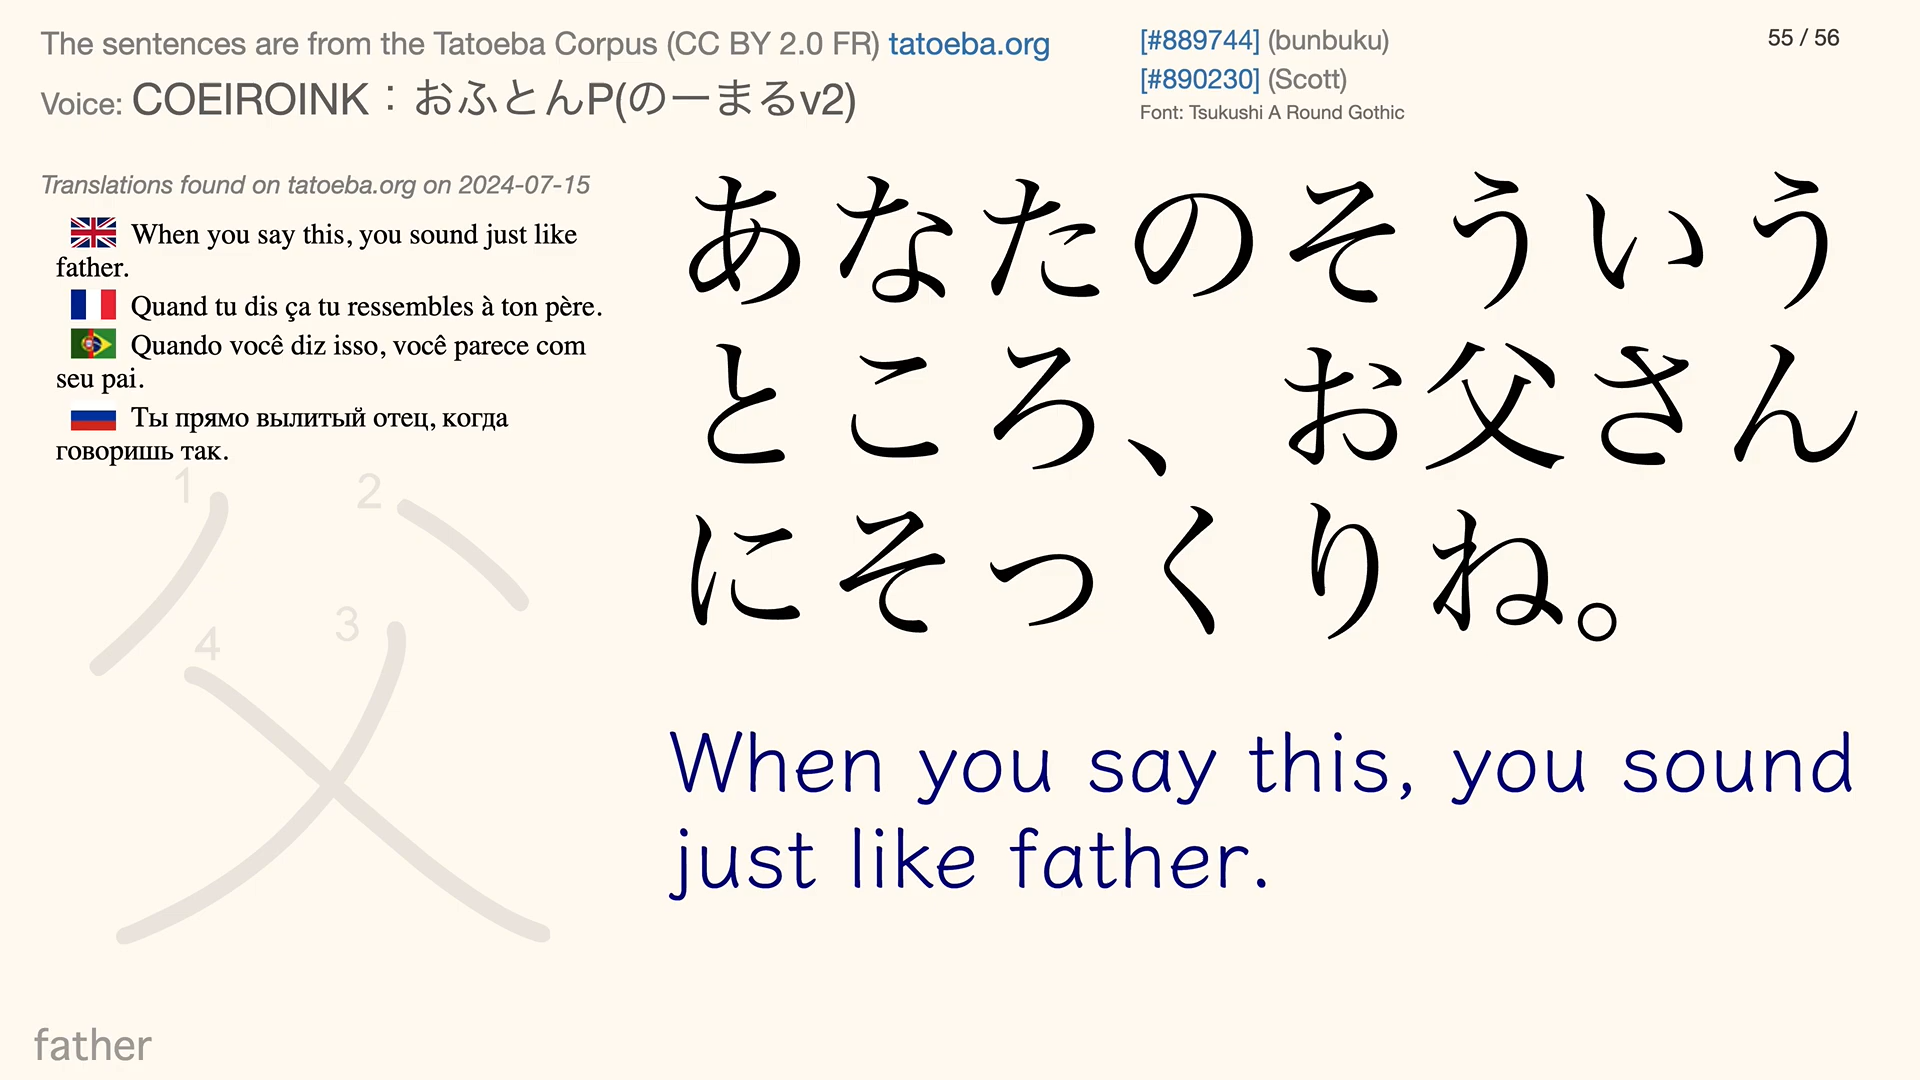 The sentences are from the Tatoeba Corpus (CC BY 2.0 FR) tatoeba.org
Voice: COEIROINK：おふとんP(のーまるv2)
[#889744] (bunbuku)
[#890230] (Scott)
Font: Tsukushi A Round Gothic
55 / 56
Translations found on tatoeba.org on 2024-07-15
When you say this, you sound just like
father.
Quand tu dis ça tu ressembles à ton père.
Quando você diz isso, você parece com
seu pai.
Ты прямо вылитый отец, когда
говоришь так.
1
2
3
4
あなたのそういう
ところ、お父さん
にそっくりね。
When you say this, you sound
just like father.
父
father